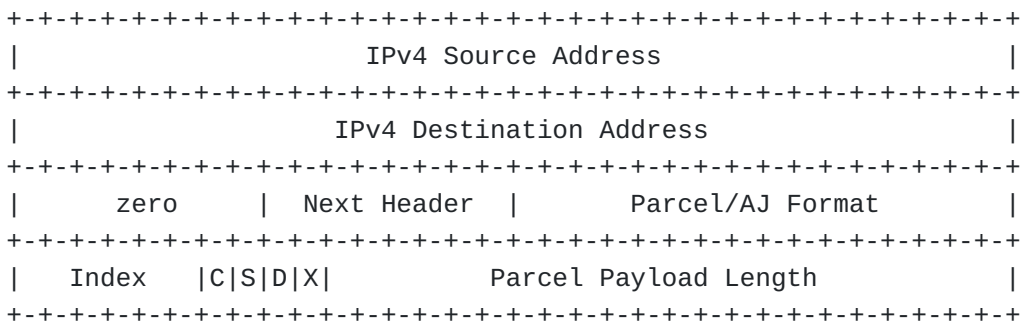 +-+-+-+-+-+-+-+-+-+-+-+-+-+-+-+-+-+-+-+-+-+-+-+-+-+-+-+-+-+-+-+-+
|                      IPv4 Source Address                      |
+-+-+-+-+-+-+-+-+-+-+-+-+-+-+-+-+-+-+-+-+-+-+-+-+-+-+-+-+-+-+-+-+
|                    IPv4 Destination Address                   |
+-+-+-+-+-+-+-+-+-+-+-+-+-+-+-+-+-+-+-+-+-+-+-+-+-+-+-+-+-+-+-+-+
|      zero     |  Next Header  |       Parcel/AJ Format        |
+-+-+-+-+-+-+-+-+-+-+-+-+-+-+-+-+-+-+-+-+-+-+-+-+-+-+-+-+-+-+-+-+
|   Index   |C|S|D|X|          Parcel Payload Length            |
+-+-+-+-+-+-+-+-+-+-+-+-+-+-+-+-+-+-+-+-+-+-+-+-+-+-+-+-+-+-+-+-+